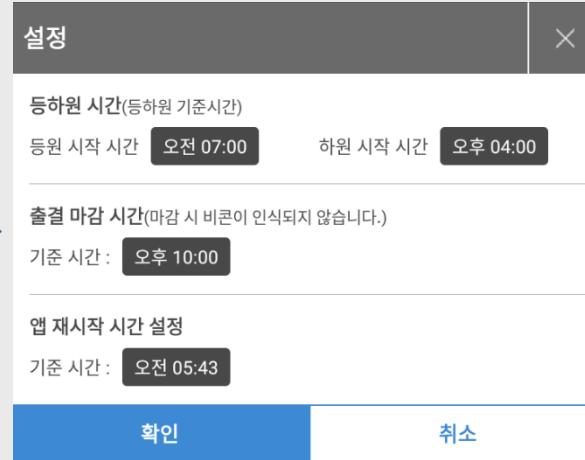 설정
등하원 시간(등하원 기준시간)
등원 시작 시간 오전 07:00 하원 시작 시간 오후 04:00
출결 마감 시간(마감 시 비콘이 인식되지 않습니다.)
기준 시간 : 오후 10:00
앱 재시작 시간 설정
기준 시간 : 오전 05:43
확인 취소